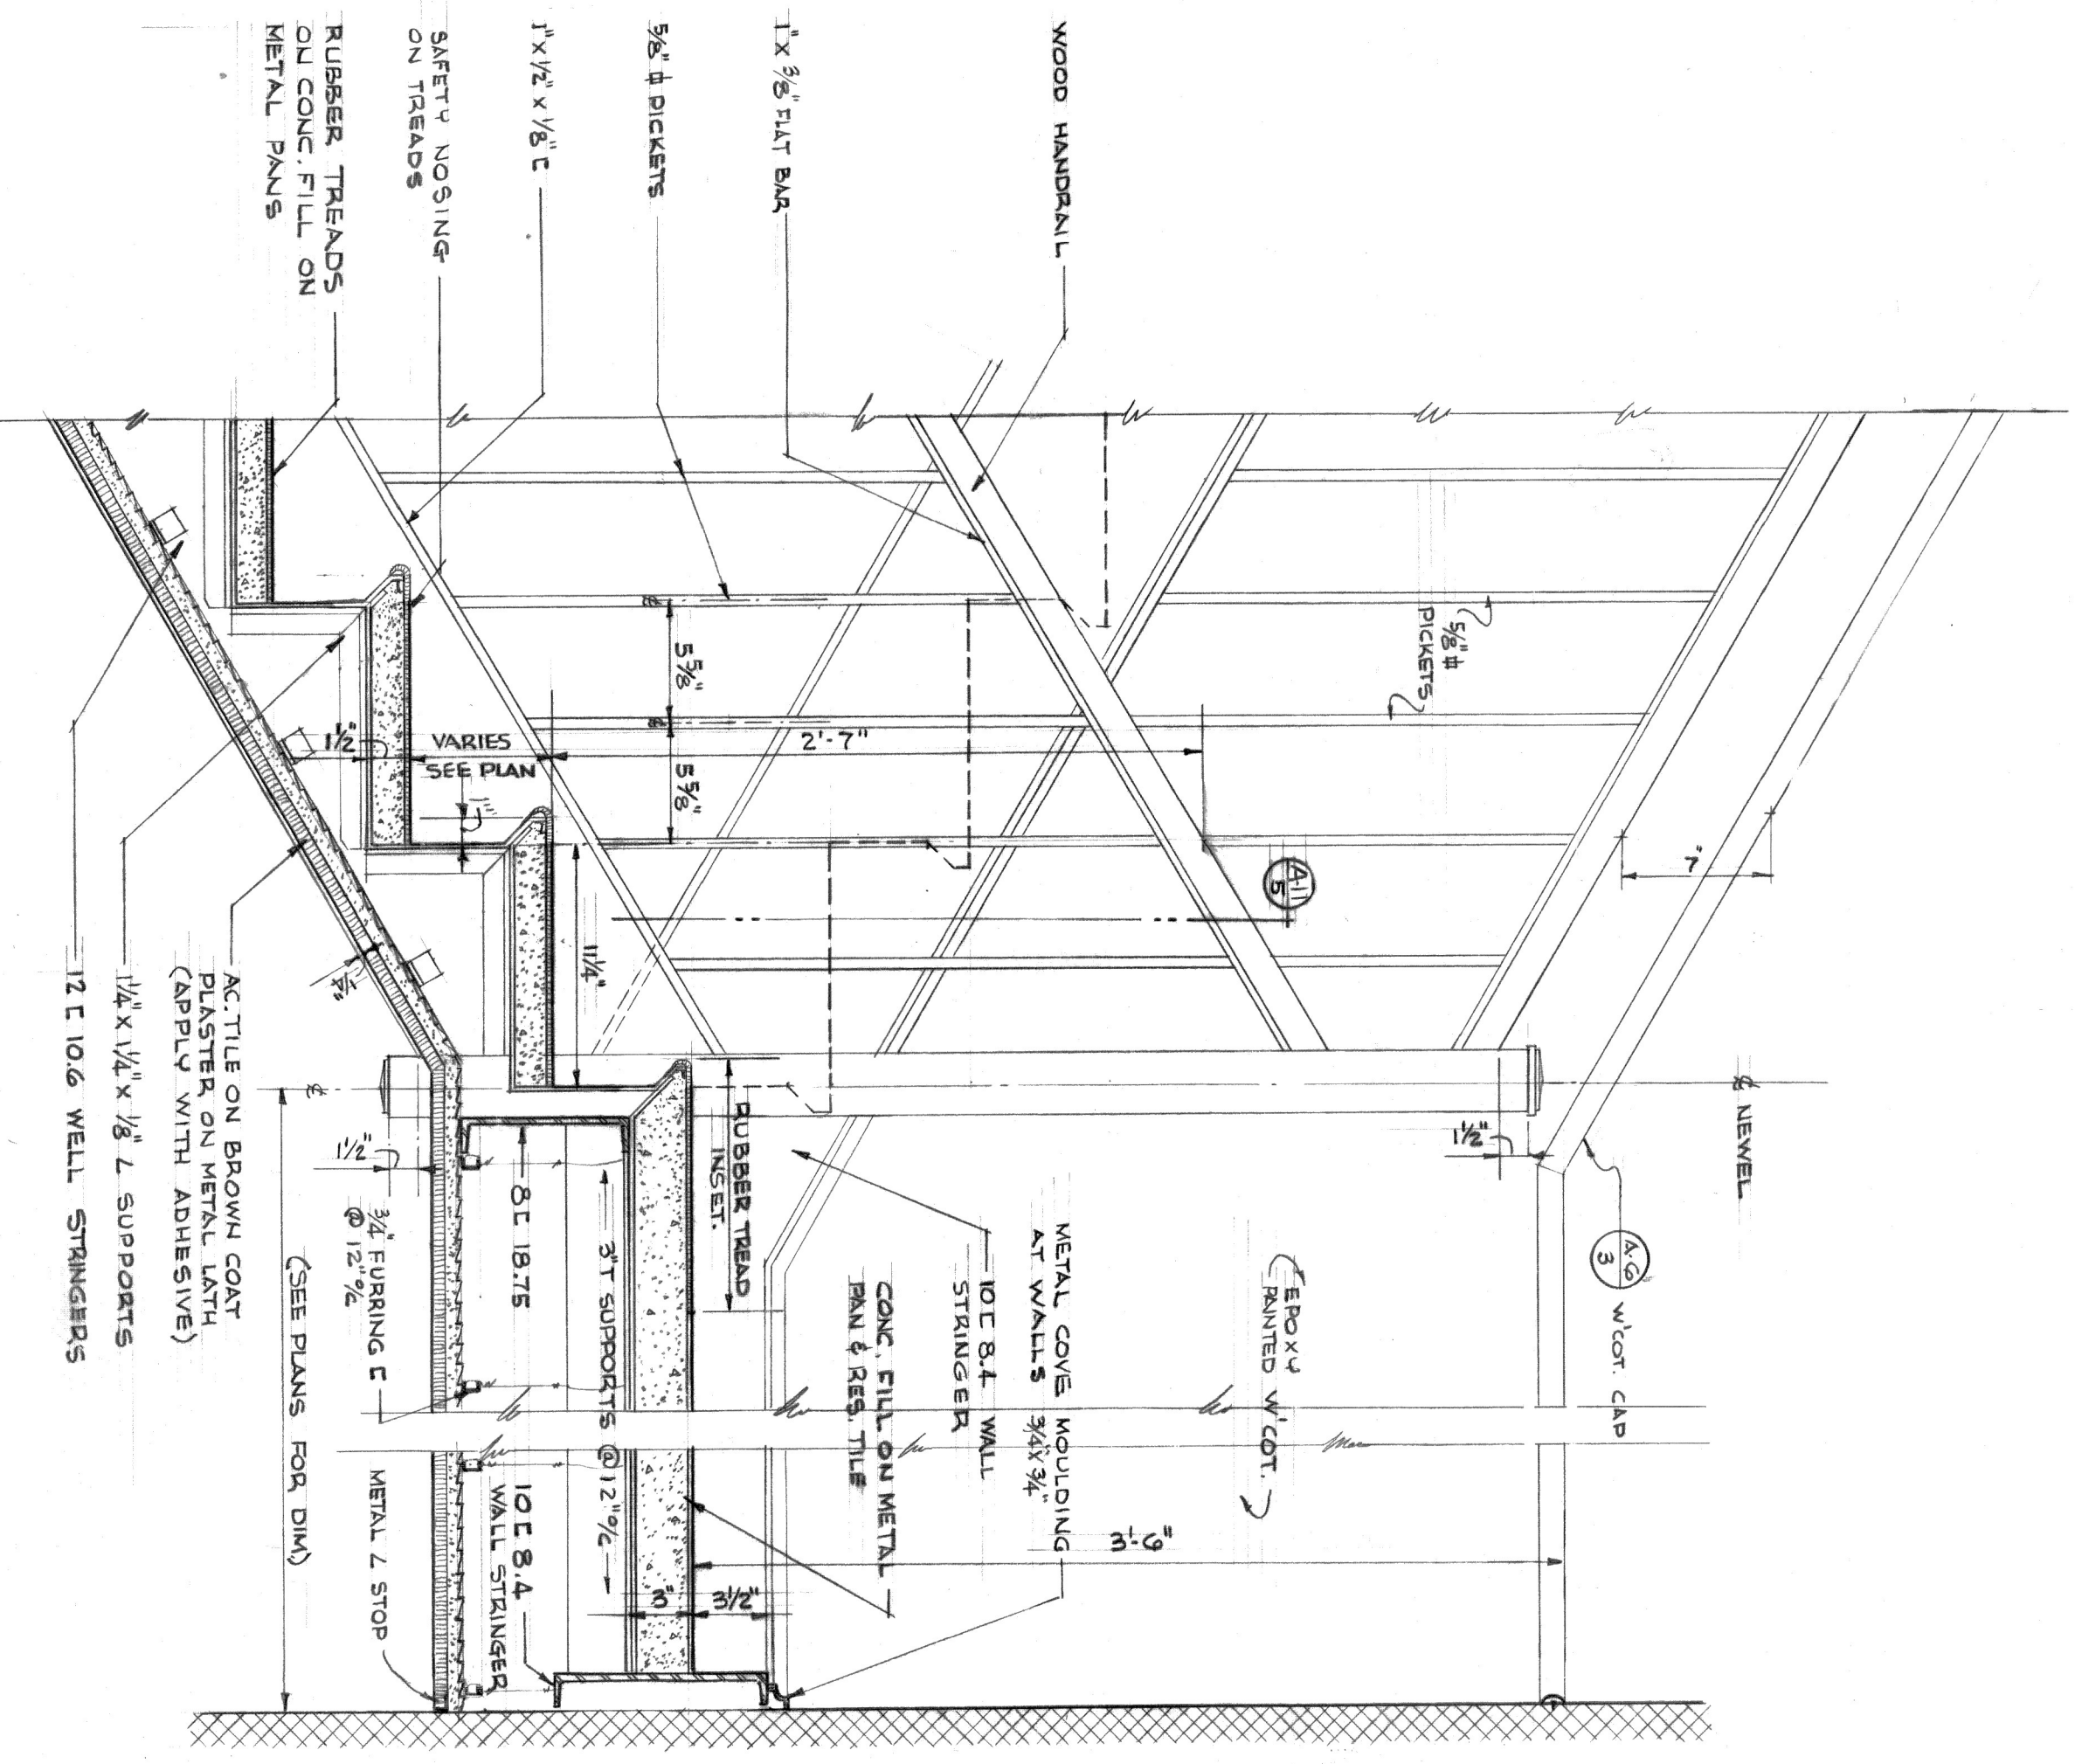 WOOD HANDRAIL
1" x 3/8" FLAT BAR
5/8" ⌗ PICKETS
1" x 1/2" x 1/8" [
SAFETY NOSING
ON TREADS
RUBBER TREADS
ON CONC. FILL ON
METAL PANS
5/8" ⌗
PICKETS
5 5/8"
5 5/8"
2'-7"
VARIES
SEE PLAN
1 1/2"
1"
7"
A-11
5
11 1/4"
1/4"
℄ NEWEL
1 1/2"
A-6
3
W'COT. CAP
EPOXY
PAINTED W'COT.
METAL COVE MOULDING
AT WALLS 3/4" x 3/4"
10 [ 8.4 WALL
STRINGER
CONC. FILL ON METAL
PAN & RES. TILE
RUBBER TREAD
INSET.
3" T SUPPORTS @ 12" o/c
8 [ 18.75
10 [ 8.4
WALL STRINGER
3"
3 1/2"
3'-6"
℄
1 1/2"
3/4" FURRING [
@ 12" o/c
METAL L STOP
(SEE PLANS FOR DIM.)
AC. TILE ON BROWN COAT
PLASTER ON METAL LATH
(APPLY WITH ADHESIVE)
1 1/4" x 1 1/4" x 1/8" L SUPPORTS
12 [ 10.6 WELL STRINGERS